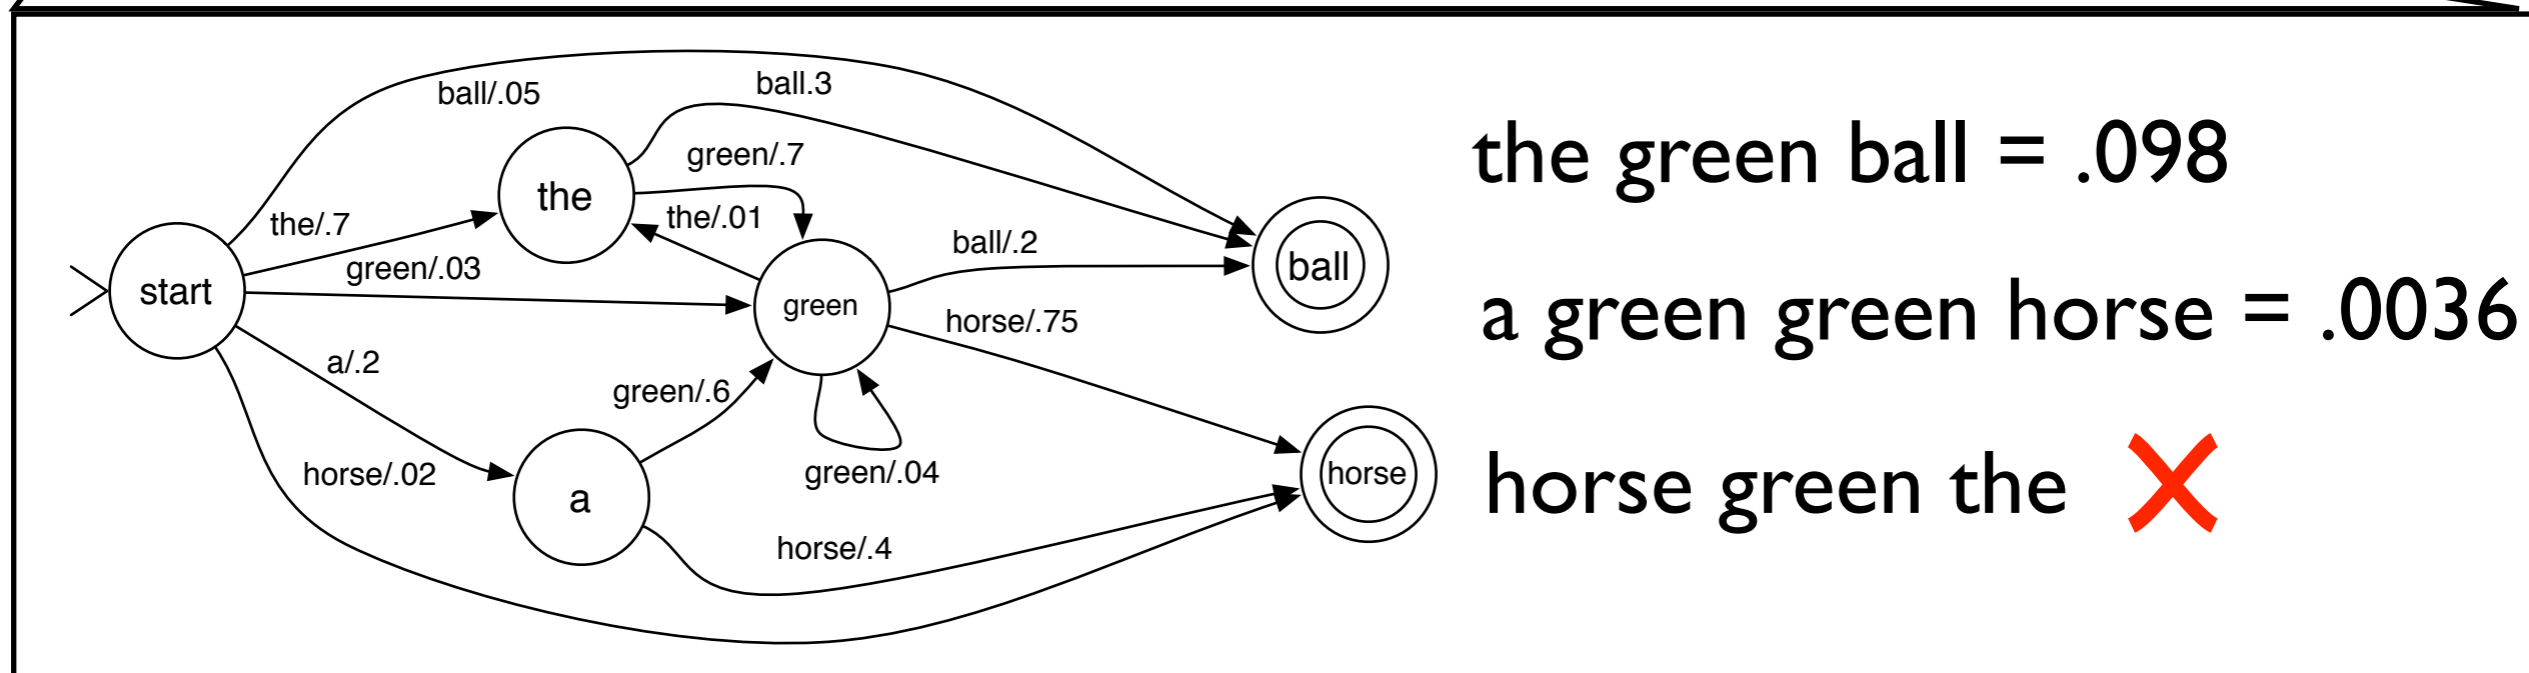 ball/.05
ball.3
green/.7
the
the/.7
the/.01
green/.03
ball/.2
ball
start
green
horse/.75
a/.2
green/.6
horse/.02
green/.04
horse
a
horse/.4
the green ball = .098
a green green horse = .0036
horse green the